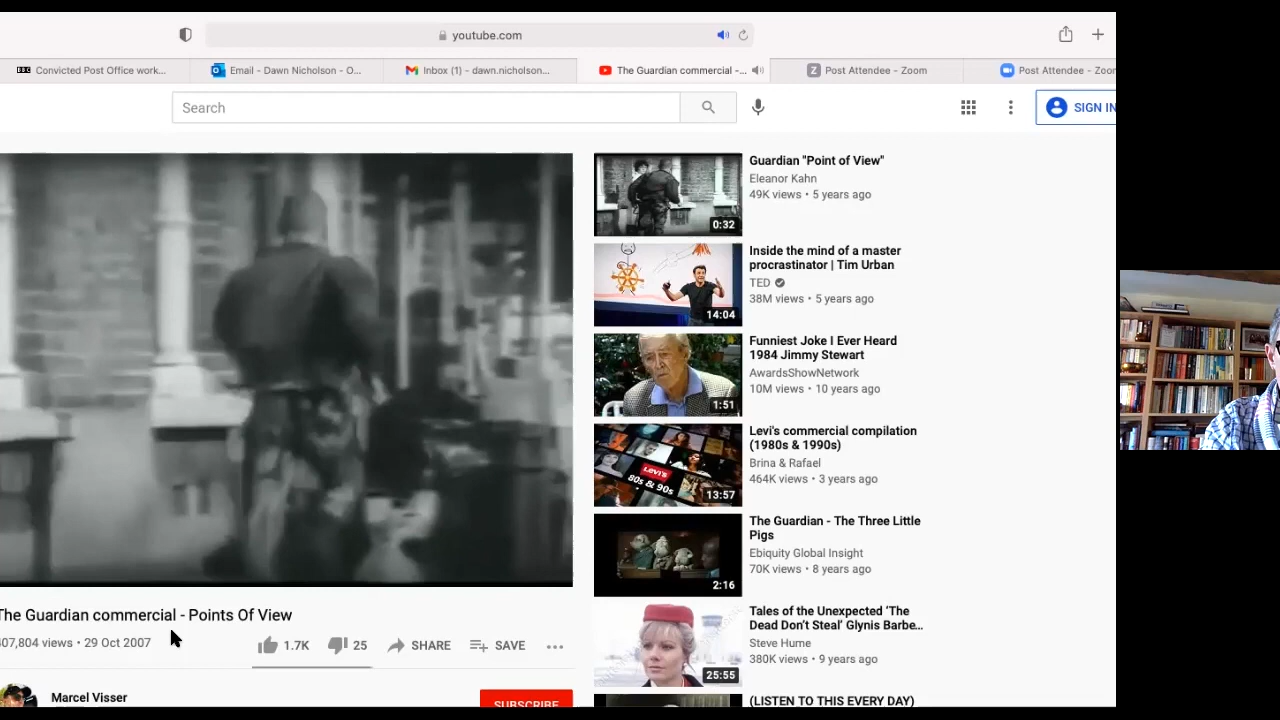 youtube.com
Convicted Post Office work...
Email - Dawn Nicholson - O...
Inbox (1) - dawn.nicholson...
The Guardian commercial -...
Z Post Attendee - Zoom
Post Attendee - Zoom
Search
SIGN IN
Guardian "Point of View"
Eleanor Kahn
49K views • 5 years ago
0:32
Inside the mind of a master
procrastinator | Tim Urban
TED
38M views • 5 years ago
14:04
Funniest Joke I Ever Heard
1984 Jimmy Stewart
AwardsShowNetwork
10M views • 10 years ago
1:51
Levi's commercial compilation
(1980s & 1990s)
Brina & Rafael
464K views • 3 years ago
LEVI'S
80s & 90s
13:57
The Guardian - The Three Little
Pigs
Ebiquity Global Insight
70K views • 8 years ago
2:16
Tales of the Unexpected ‘The
Dead Don’t Steal’ Glynis Barbe...
Steve Hume
380K views • 9 years ago
25:55
(LISTEN TO THIS EVERY DAY)
The Guardian commercial - Points Of View
407,804 views • 29 Oct 2007
1.7K
25
SHARE
SAVE
Marcel Visser
SUBSCRIBE